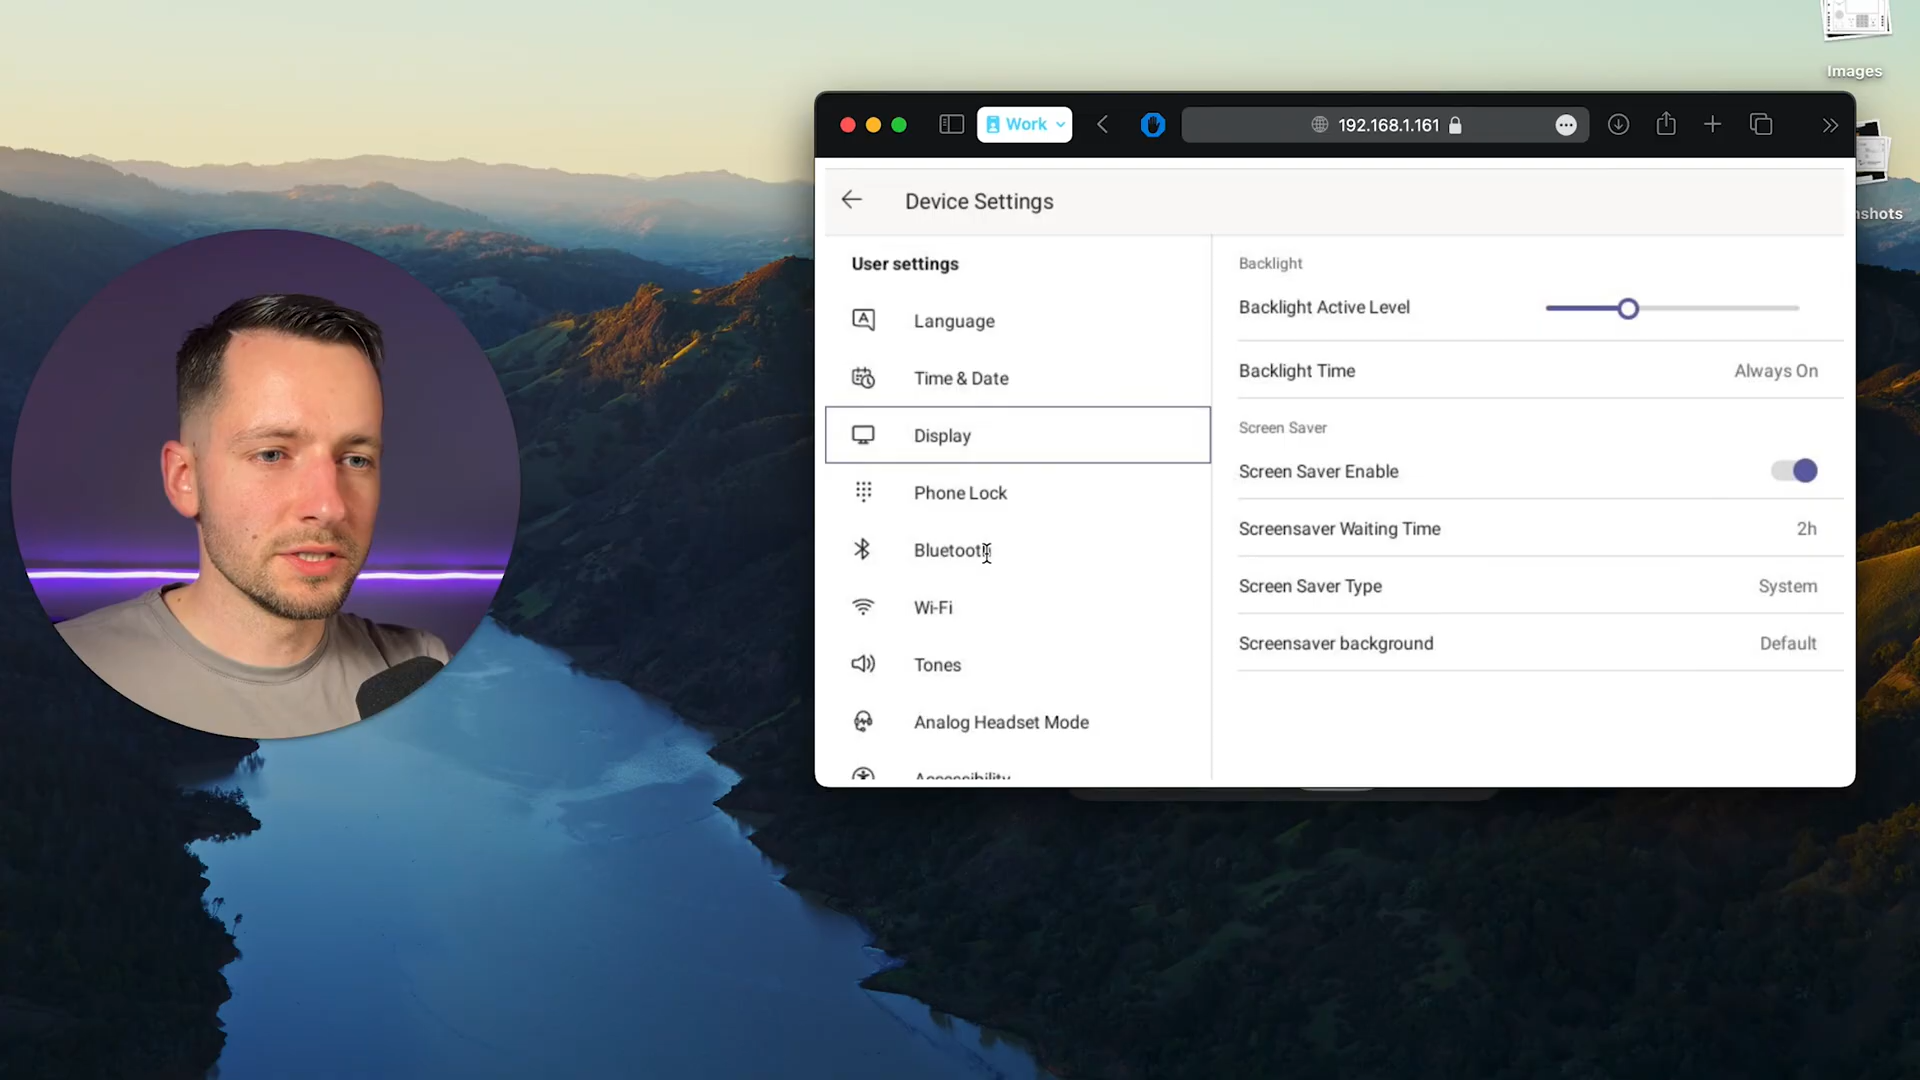 Images
Work
192.168.1.161
Device Settings
User settings
Language
Time & Date
Display
Phone Lock
Bluetooth
Wi-Fi
Tones
Analog Headset Mode
Accessibility
Backlight
Backlight Active Level
Backlight Time
Always On
Screen Saver
Screen Saver Enable
Screensaver Waiting Time
2h
Screen Saver Type
System
Screensaver background
Default